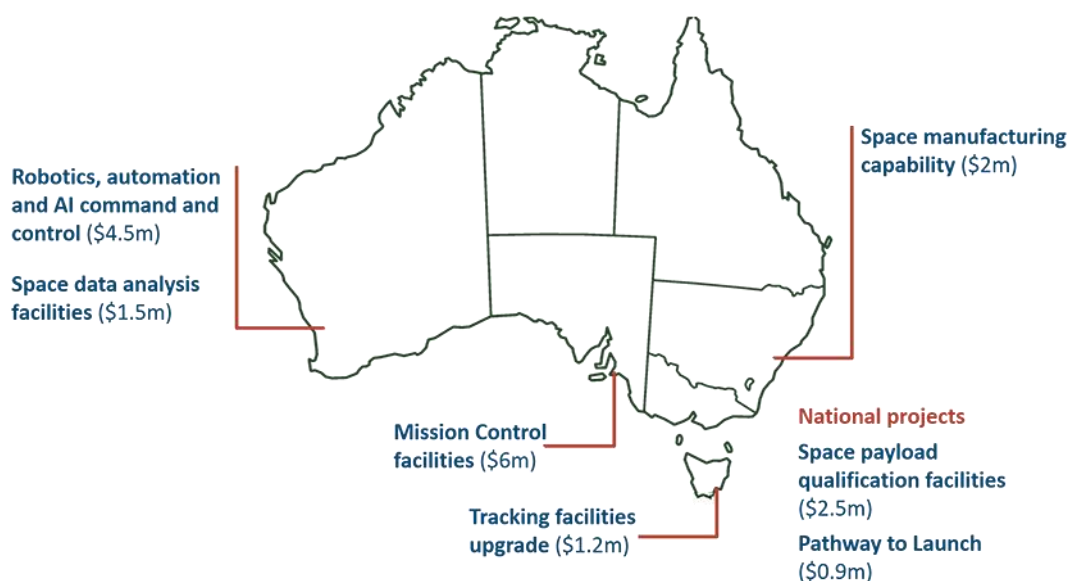 Robotics, automation
and AI command and
control ($4.5m)
Space data analysis
facilities ($1.5m)
Space manufacturing
capability ($2m)
Mission Control
facilities ($6m)
Tracking facilities
upgrade ($1.2m)
National projects
Space payload
qualification facilities
($2.5m)
Pathway to Launch
($0.9m)